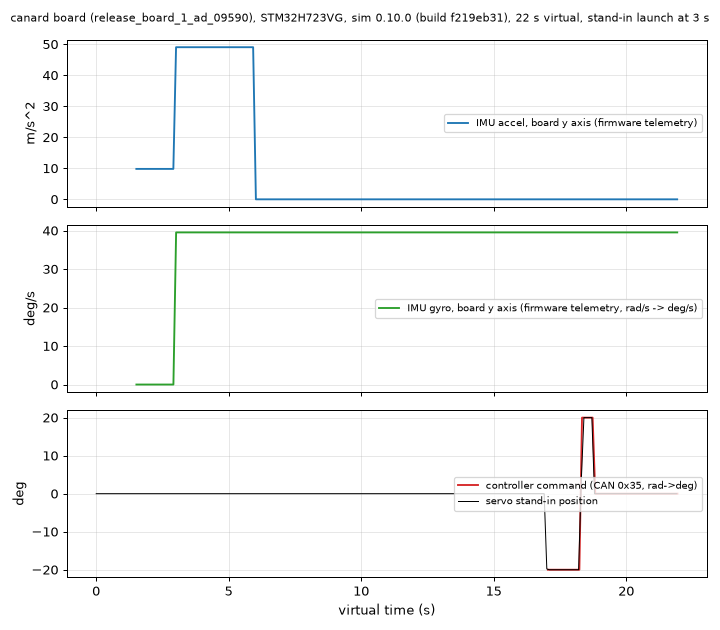 canard board (release_board_1_ad_09590), STM32H723VG, sim 0.10.0 (build f219eb31), 22 s virtual, stand-in launch at 3 s
50
40
30
20
10
0
m/s^2
IMU accel, board y axis (firmware telemetry)
40
30
20
10
0
deg/s
IMU gyro, board y axis (firmware telemetry, rad/s -> deg/s)
20
10
0
−10
−20
deg
controller command (CAN 0x35, rad->deg)
servo stand-in position
0
5
10
15
20
virtual time (s)